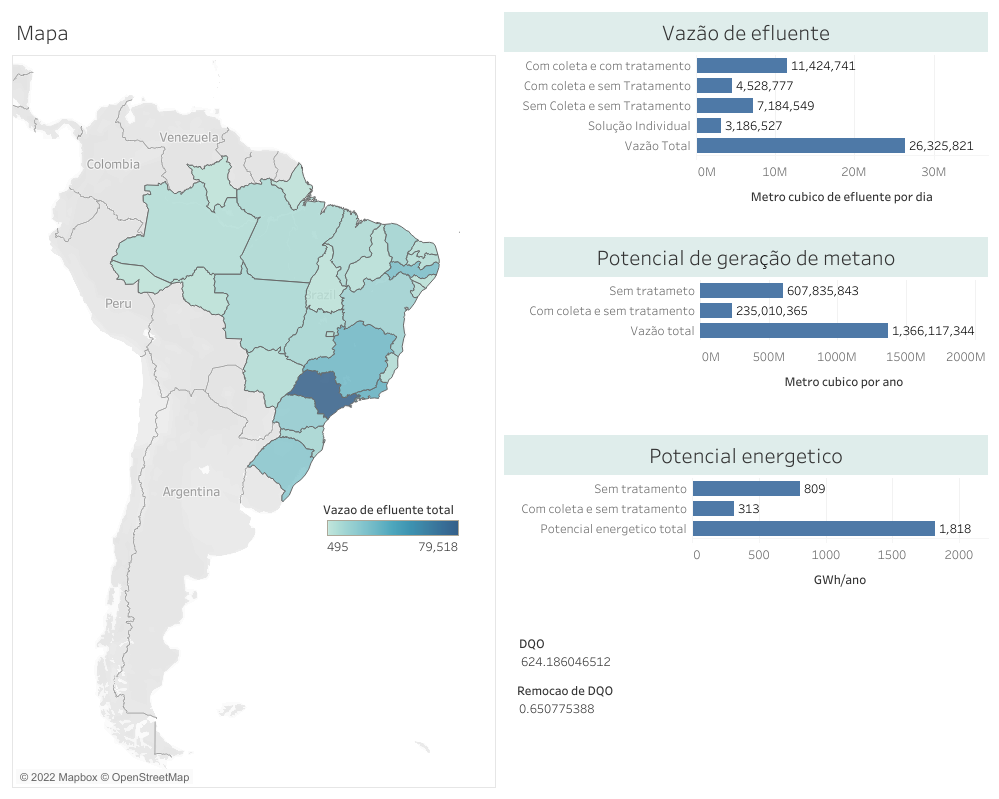 Mapa
Venezuela
Colombia
Peru
Brazil
Argentina
Vazao de efluente total
495 79,518
© 2022 Mapbox © OpenStreetMap
Vazão de efluente
Com coleta e com tratamento 11,424,741
Com coleta e sem Tratamento 4,528,777
Sem Coleta e sem Tratamento 7,184,549
Solução Individual 3,186,527
Vazão Total 26,325,821
0M 10M 20M 30M
Metro cubico de efluente por dia
Potencial de geração de metano
Sem tratameto 607,835,843
Com coleta e sem tratamento 235,010,365
Vazão total 1,366,117,344
0M 500M 1000M 1500M 2000M
Metro cubico por ano
Potencial energetico
Sem tratamento 809
Com coleta e sem tratamento 313
Potencial energetico total 1,818
0 500 1000 1500 2000
GWh/ano
DQO
624.186046512
Remocao de DQO
0.650775388